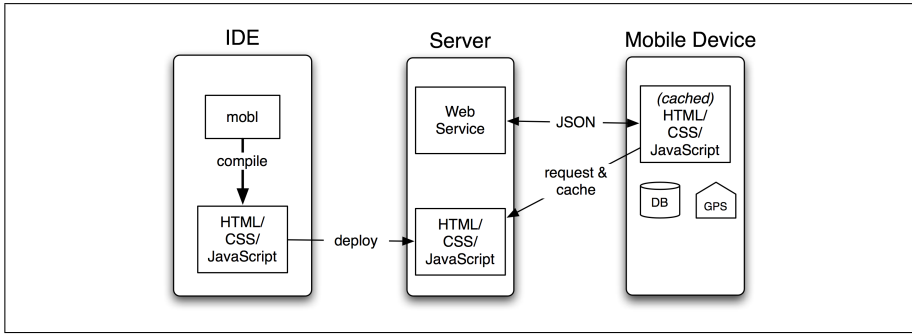 IDE
Server
Mobile Device
mobl
compile
HTML/
CSS/
JavaScript
deploy
Web
Service
HTML/
CSS/
JavaScript
JSON
request &
cache
(cached)
HTML/
CSS/
JavaScript
DB
GPS